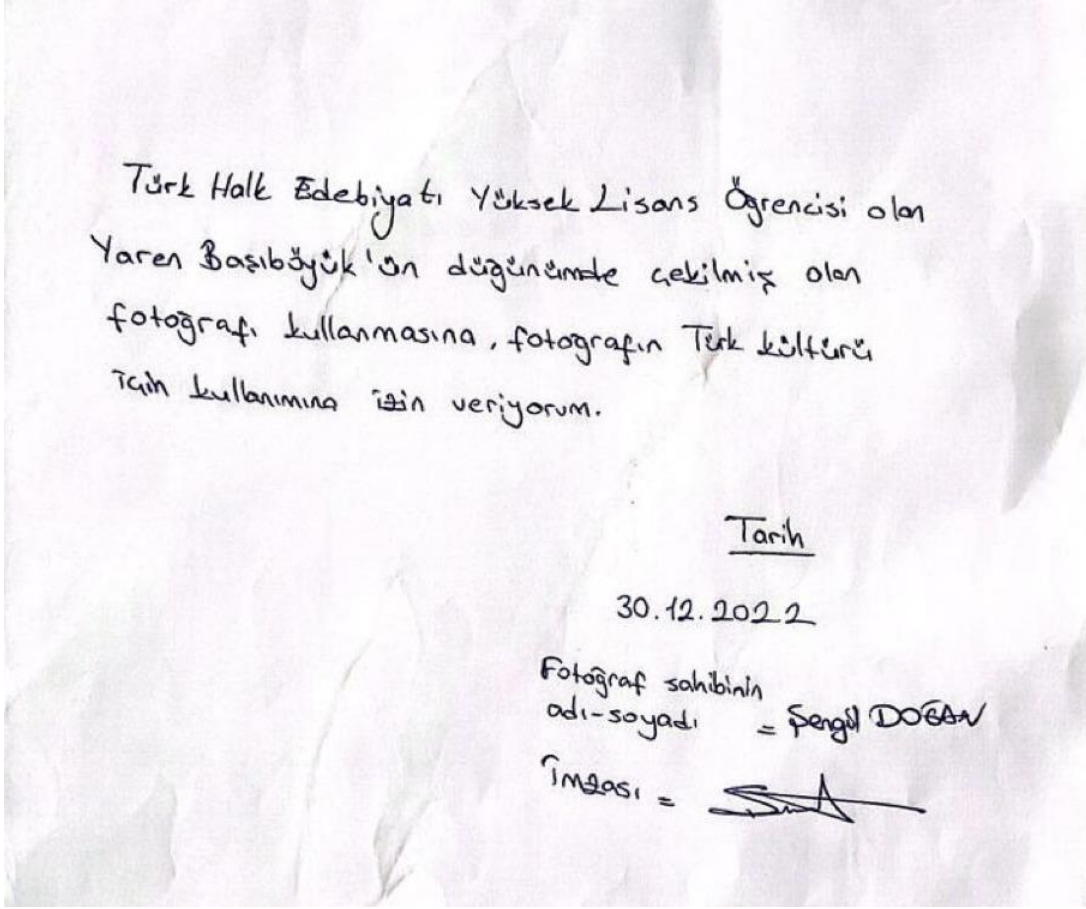 Türk Halk Edebiyatı Yüksek Lisans Öğrencisi olan
Yaren Başıböyük'ün düğünümde çekilmiş olan
fotoğrafı kullanmasına, fotoğrafın Türk kültürü
için kullanımına izin veriyorum.
Tarih
30.12.2022
Fotoğraf sahibinin
adı-soyadı = Şengül DOĞAN
İmzası =